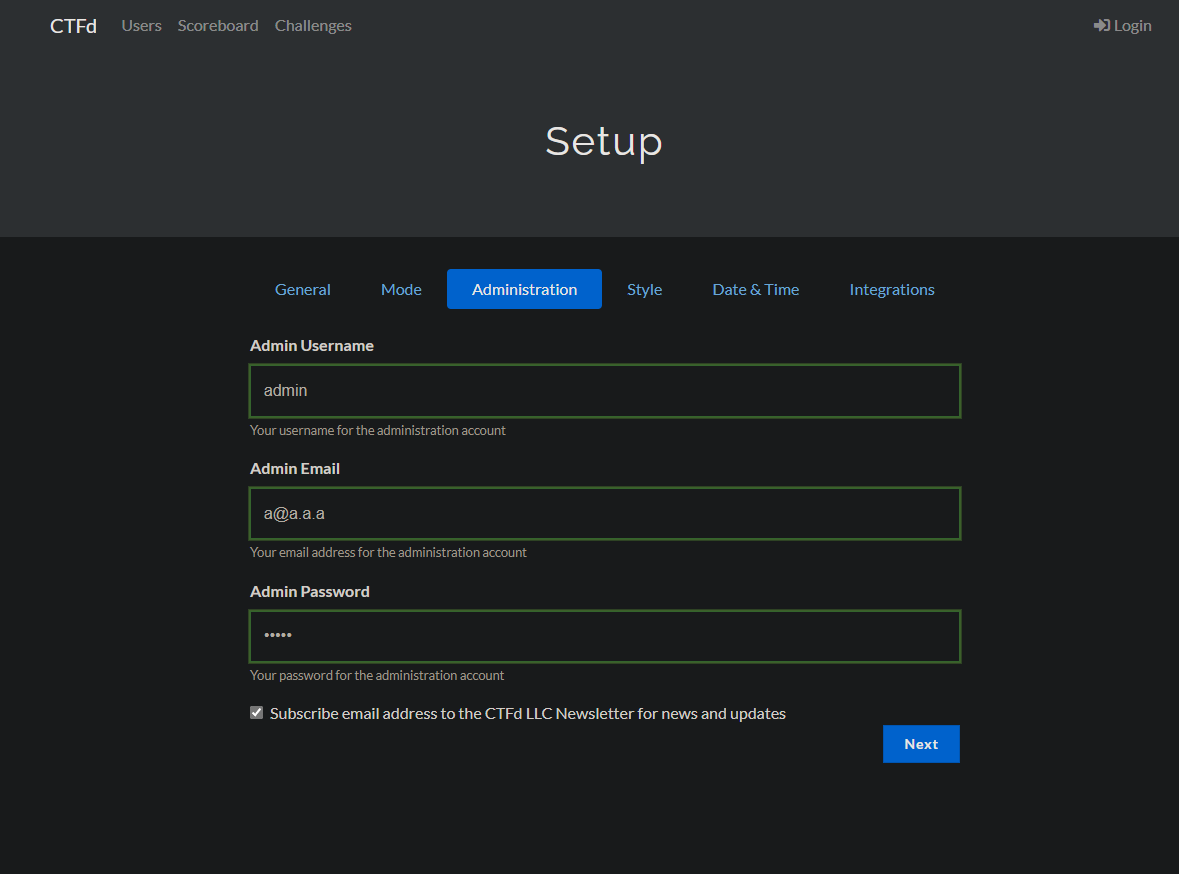 CTFd Users Scoreboard Challenges Login
Setup
General Mode Administration Style Date & Time Integrations
Admin Username
admin
Your username for the administration account
Admin Email
a@a.a.a
Your email address for the administration account
Admin Password
•••••
Your password for the administration account
Subscribe email address to the CTFd LLC Newsletter for news and updates
Next